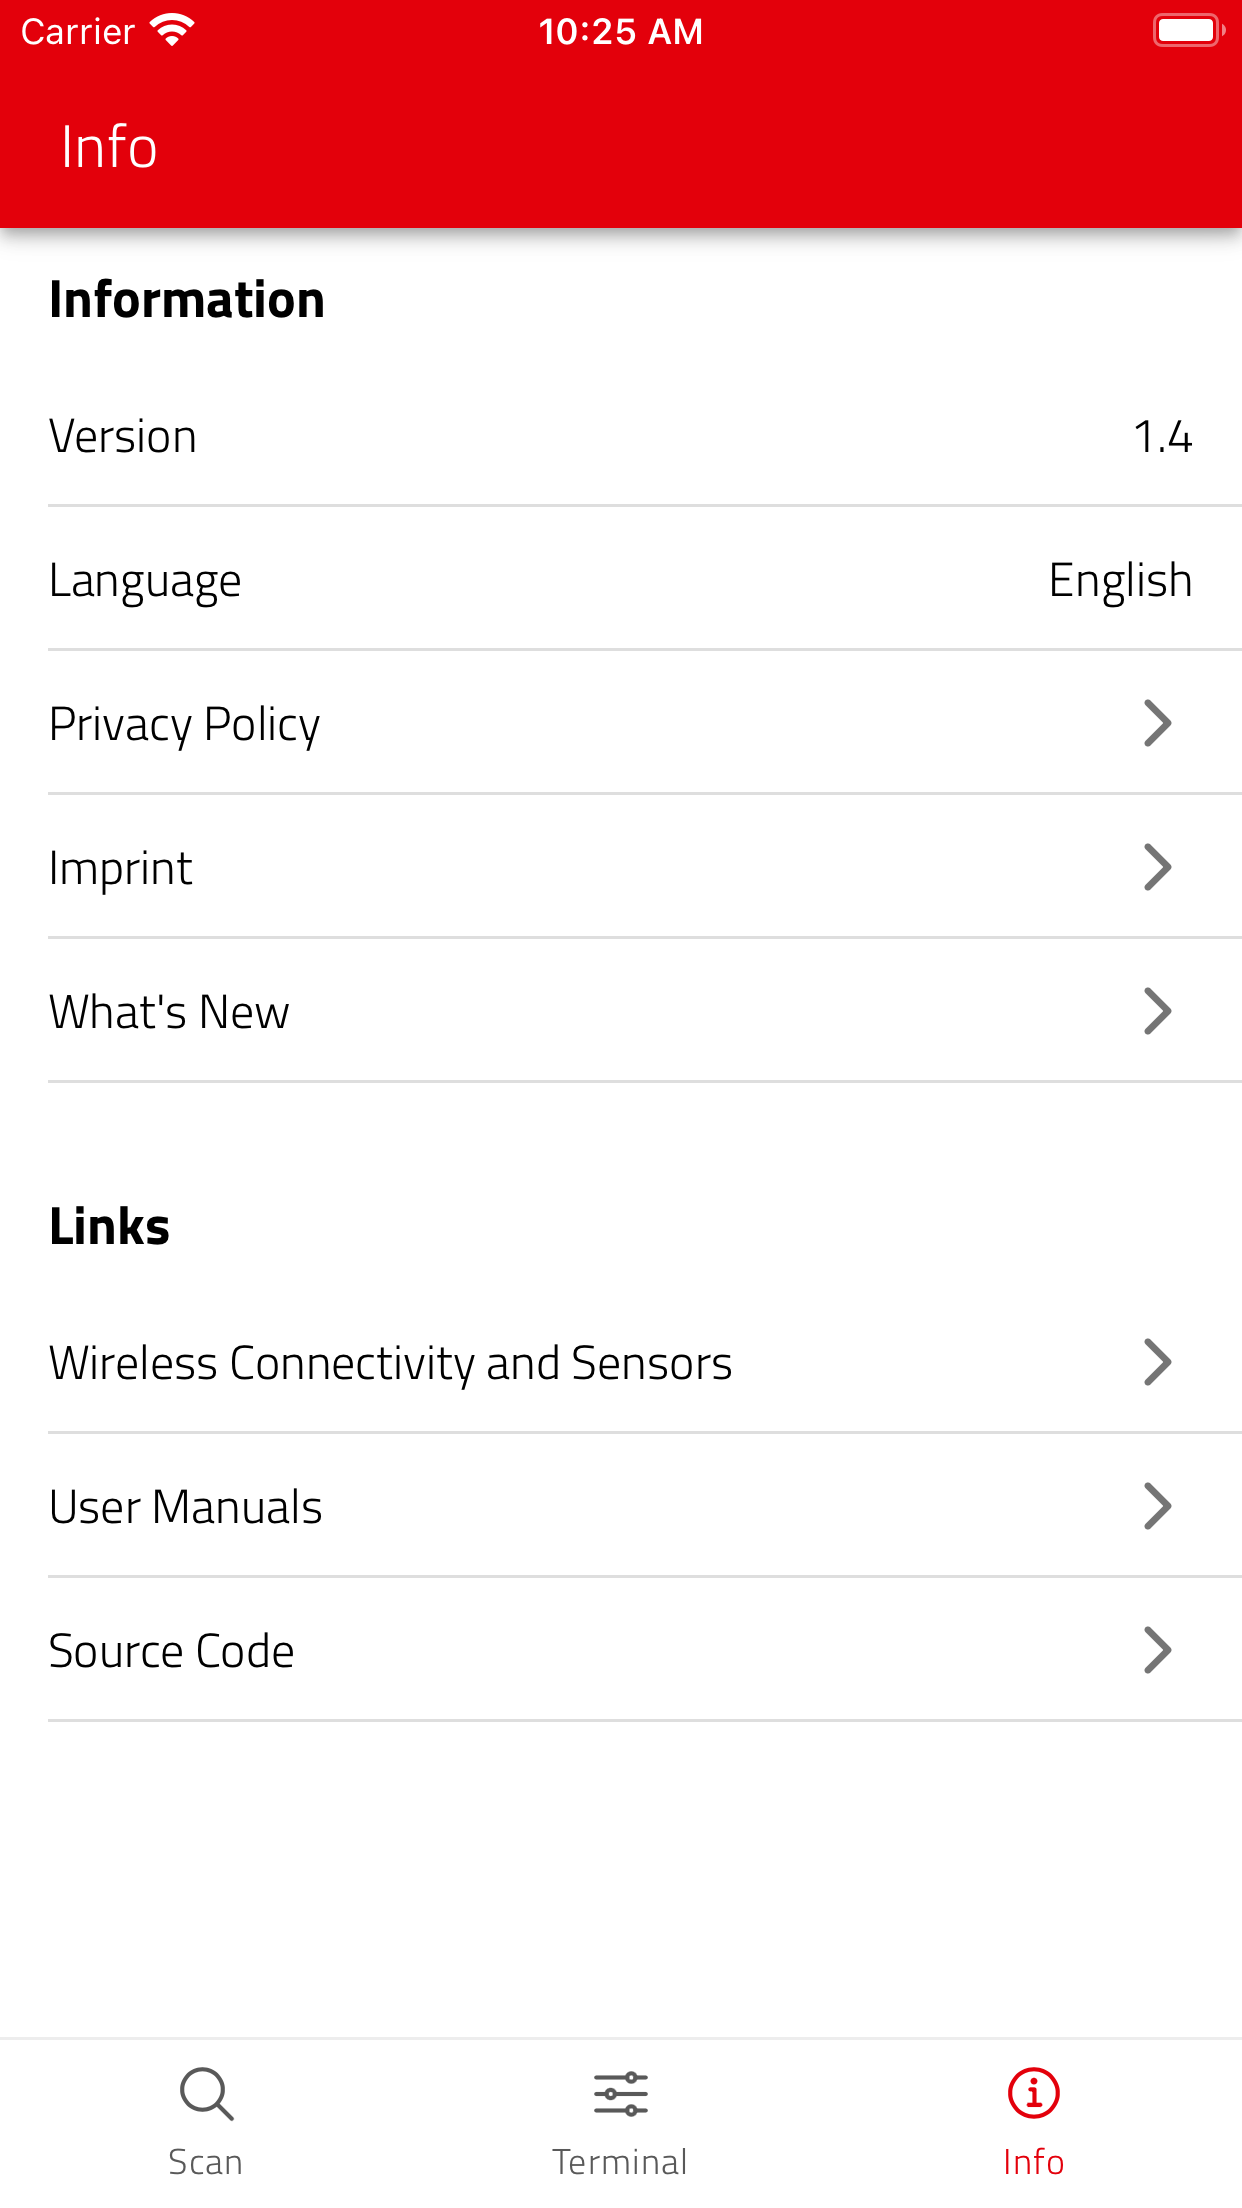 Carrier 10:25 AM
Info
Information
Version 1.4
Language English
Privacy Policy
Imprint
What's New
Links
Wireless Connectivity and Sensors
User Manuals
Source Code
Scan Terminal Info